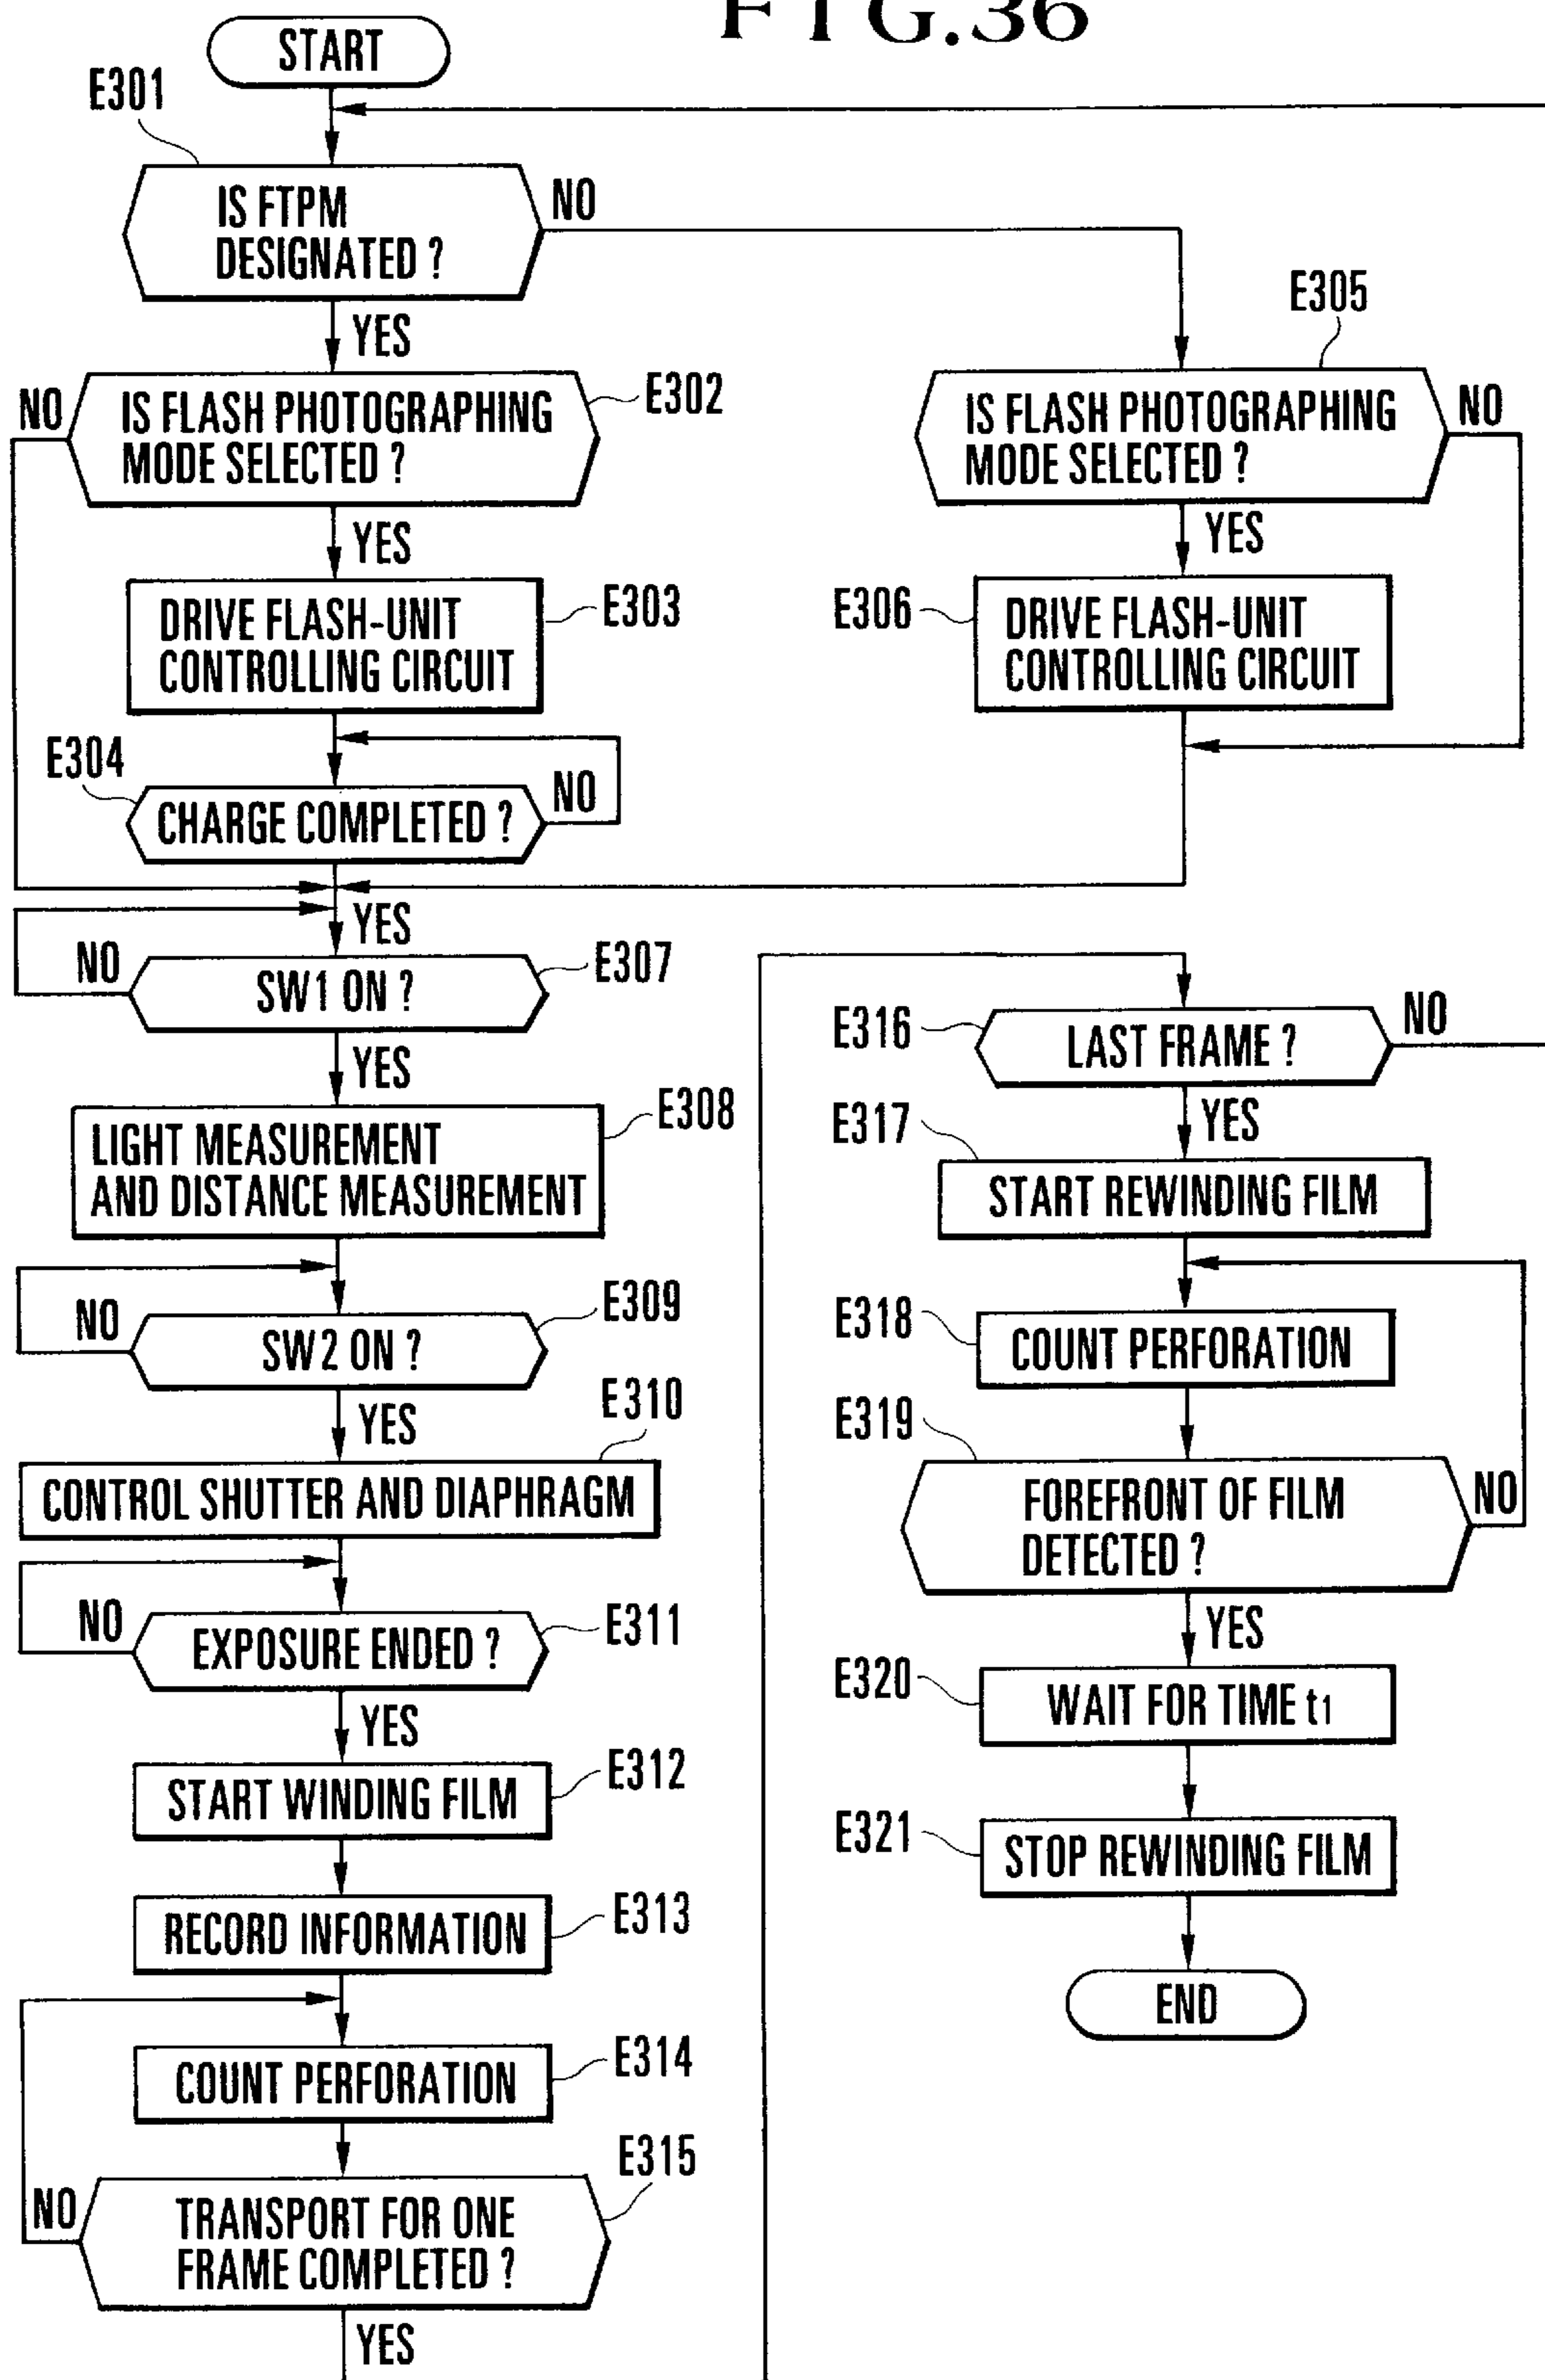 FIG.36
START
E301
IS FTPM
DESIGNATED ?
NO
YES
E302
IS FLASH PHOTOGRAPHING
MODE SELECTED ?
NO
YES
E303
DRIVE FLASH-UNIT
CONTROLLING CIRCUIT
E304
CHARGE COMPLETED ?
NO
YES
E305
IS FLASH PHOTOGRAPHING
MODE SELECTED ?
NO
YES
E306
DRIVE FLASH-UNIT
CONTROLLING CIRCUIT
E307
SW1 ON ?
NO
YES
E308
LIGHT MEASUREMENT
AND DISTANCE MEASUREMENT
E309
SW2 ON ?
NO
YES
E310
CONTROL SHUTTER AND DIAPHRAGM
E311
EXPOSURE ENDED ?
NO
YES
E312
START WINDING FILM
E313
RECORD INFORMATION
E314
COUNT PERFORATION
E315
TRANSPORT FOR ONE
FRAME COMPLETED ?
NO
YES
E316
LAST FRAME ?
NO
YES
E317
START REWINDING FILM
E318
COUNT PERFORATION
E319
FOREFRONT OF FILM
DETECTED ?
NO
YES
E320
WAIT FOR TIME t1
E321
STOP REWINDING FILM
END